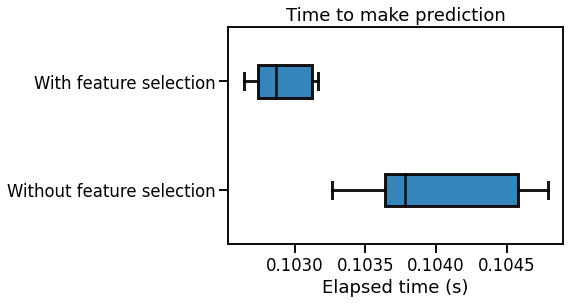 Time to make prediction
With feature selection
Without feature selection
0.1030 0.1035 0.1040 0.1045
Elapsed time (s)